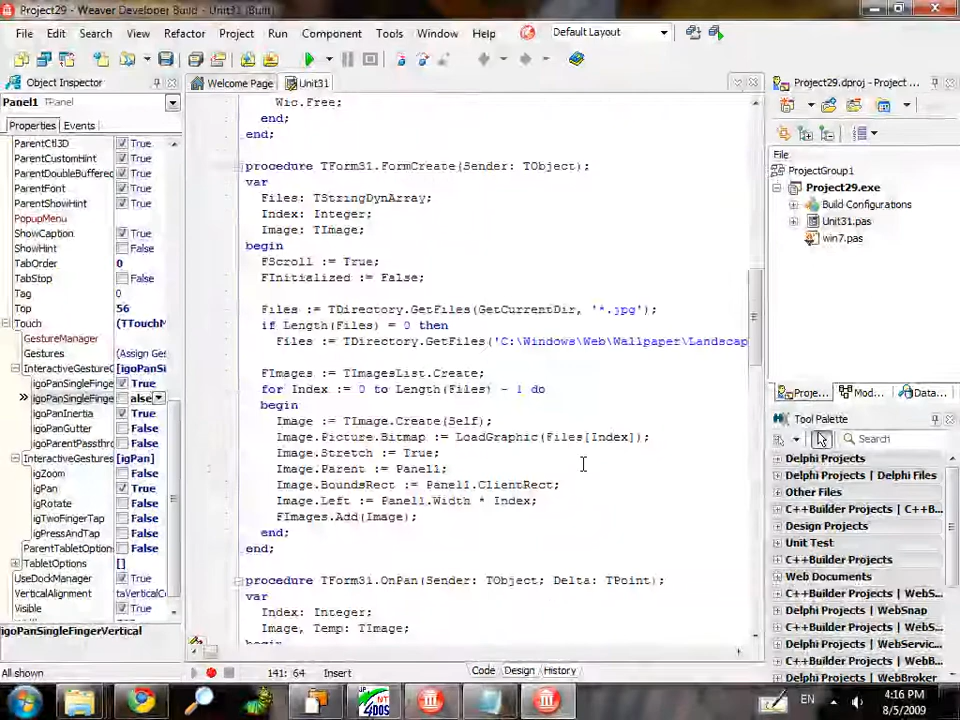 Project29 - Weaver Developer Build - Unit31 [Built]
File Edit Search View Refactor Project Run Component Tools Window Help Default Layout
Object Inspector
Welcome Page Unit31
Project29.dproj - Project ...
Panel1 TPanel
Properties Events
ParentCtl3D True
ParentCustomHint True
ParentDoubleBuffered True
ParentFont True
ParentShowHint True
PopupMenu
ShowCaption True
ShowHint False
TabOrder 0
TabStop False
Tag 0
Top 56
Touch (TTouchM
GestureManager
Gestures (Assign Ges
InteractiveGestureO [igoPanSi
igoPanSingleFinge True
igoPanSingleFinge alse
igoPanInertia True
igoPanGutter False
igoParentPassthro False
InteractiveGestures [igPan]
igZoom False
igPan True
igRotate False
igTwoFingerTap False
igPressAndTap False
ParentTabletOption False
TabletOptions []
UseDockManager True
VerticalAlignment taVerticalC
Visible True
igoPanSingleFingerVertical
All shown
Wic.Free;
end;
end;
procedure TForm31.FormCreate(Sender: TObject);
var
Files: TStringDynArray;
Index: Integer;
Image: TImage;
begin
FScroll := True;
FInitialized := False;
Files := TDirectory.GetFiles(GetCurrentDir, '*.jpg');
if Length(Files) = 0 then
Files := TDirectory.GetFiles('C:\Windows\Web\Wallpaper\Landscap
FImages := TImagesList.Create;
for Index := 0 to Length(Files) - 1 do
begin
Image := TImage.Create(Self);
Image.Picture.Bitmap := LoadGraphic(Files[Index]);
Image.Stretch := True;
Image.Parent := Panel1;
Image.BoundsRect := Panel1.ClientRect;
Image.Left := Panel1.Width * Index;
FImages.Add(Image);
end;
end;
procedure TForm31.OnPan(Sender: TObject; Delta: TPoint);
var
Index: Integer;
Image, Temp: TImage;
begin
141: 64 Insert
Code Design History
File
ProjectGroup1
Project29.exe
Build Configurations
Unit31.pas
win7.pas
Proje... Mod... Data...
Tool Palette
Search
Delphi Projects
Delphi Projects | Delphi Files
Other Files
C++Builder Projects | C++B...
Design Projects
Unit Test
C++Builder Projects
Web Documents
C++Builder Projects | WebS...
Delphi Projects | WebSnap
C++Builder Projects | WebS...
Delphi Projects | WebServic...
C++Builder Projects | WebB...
Delphi Projects | WebBroker
EN
4:16 PM
8/5/2009